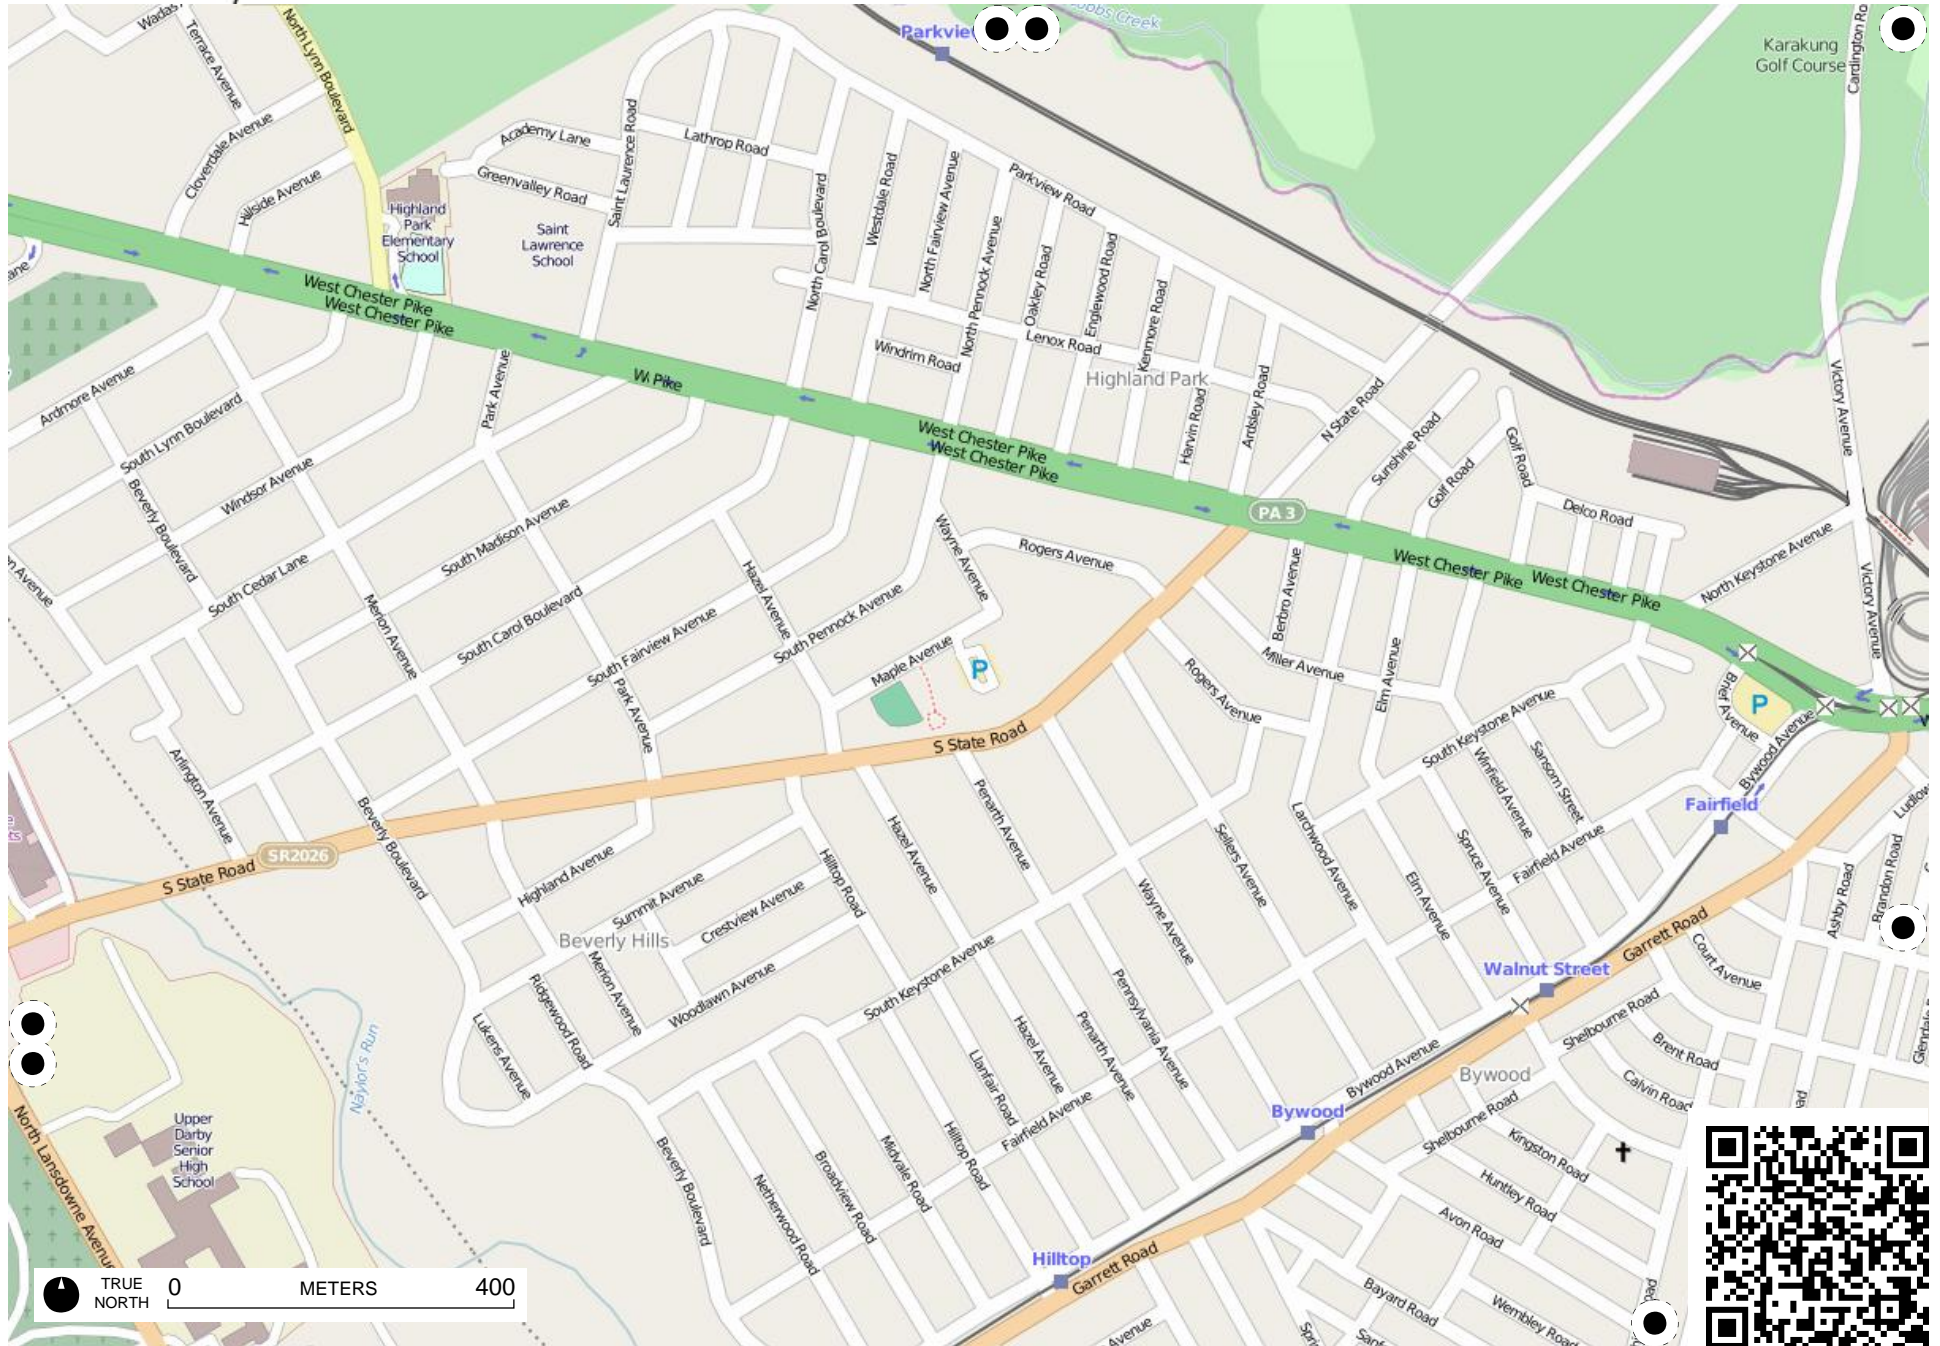 Terrace Avenue
North Lynn Boulevard
Parkvie
Cobbs Creek
Karakung
Golf Course
Cloverdale Avenue
Hillside Avenue
Academy Lane
Greenvalley Road
Saint Laurence Road
Lathrop Road
North Carol Boulevard
Westdale Road
North Fairview Avenue
North Pennock Avenue
Parkview Road
Oakley Road
Englewood Road
Kenmore Road
Highland
Park
Elementary
School
Saint
Lawrence
School
West Chester Pike
West Chester Pike
Windrim Road
Lenox Road
Highland Park
Harvin Road
Ardsley Road
N State Road
Sunshine Road
Golf Road
Golf Road
Delco Road
Victory Avenue
Victory Avenue
North Keystone Avenue
Ardmore Avenue
South Lynn Boulevard
Windsor Avenue
Park Avenue
Pike
West Chester Pike
West Chester Pike
PA 3
West Chester Pike
West Chester Pike
Beverly Boulevard
South Cedar Lane
South Madison Avenue
Merion Avenue
South Carol Boulevard
South Fairview Avenue
South Pennock Avenue
Hazel Avenue
Wayne Avenue
Rogers Avenue
Maple Avenue
P
Park Avenue
Berbro Avenue
Miller Avenue
Elm Avenue
Rogers Avenue
South Keystone Avenue
Winfield Avenue
Sansom Street
Brief Avenue
P
Bywood Avenue
Fairfield
Arlington Avenue
S State Road
SR2026
S State Road
Beverly Boulevard
Highland Avenue
Summit Avenue
Crestview Avenue
Beverly Hills
Hilltop Road
Hazel Avenue
Penarth Avenue
Sellers Avenue
Larchwood Avenue
Elm Avenue
Spruce Avenue
Fairfield Avenue
Wayne Avenue
Ashby Road
Brandon Road
Garrett Road
Walnut Street
Court Avenue
Shelbourne Road
Brent Road
Calvin Road
Bywood
Bywood Avenue
Bywood
Merion Avenue
Ridgewood Road
Lukens Avenue
Woodlawn Avenue
South Keystone Avenue
Pennsylvania Avenue
Penarth Avenue
Hazel Avenue
Llanfair Road
Fairfield Avenue
Hilltop Road
Midvale Road
Broadview Road
Netherwood Road
Beverly Boulevard
Naylor's Run
Upper
Darby
Senior
High
School
North Lansdowne Avenue
Shelbourne Road
Kingston Road
Huntley Road
Avon Road
Bayard Road
Wembley Road
Hilltop
Garrett Road
Avenue
TRUE
NORTH
0 METERS 400